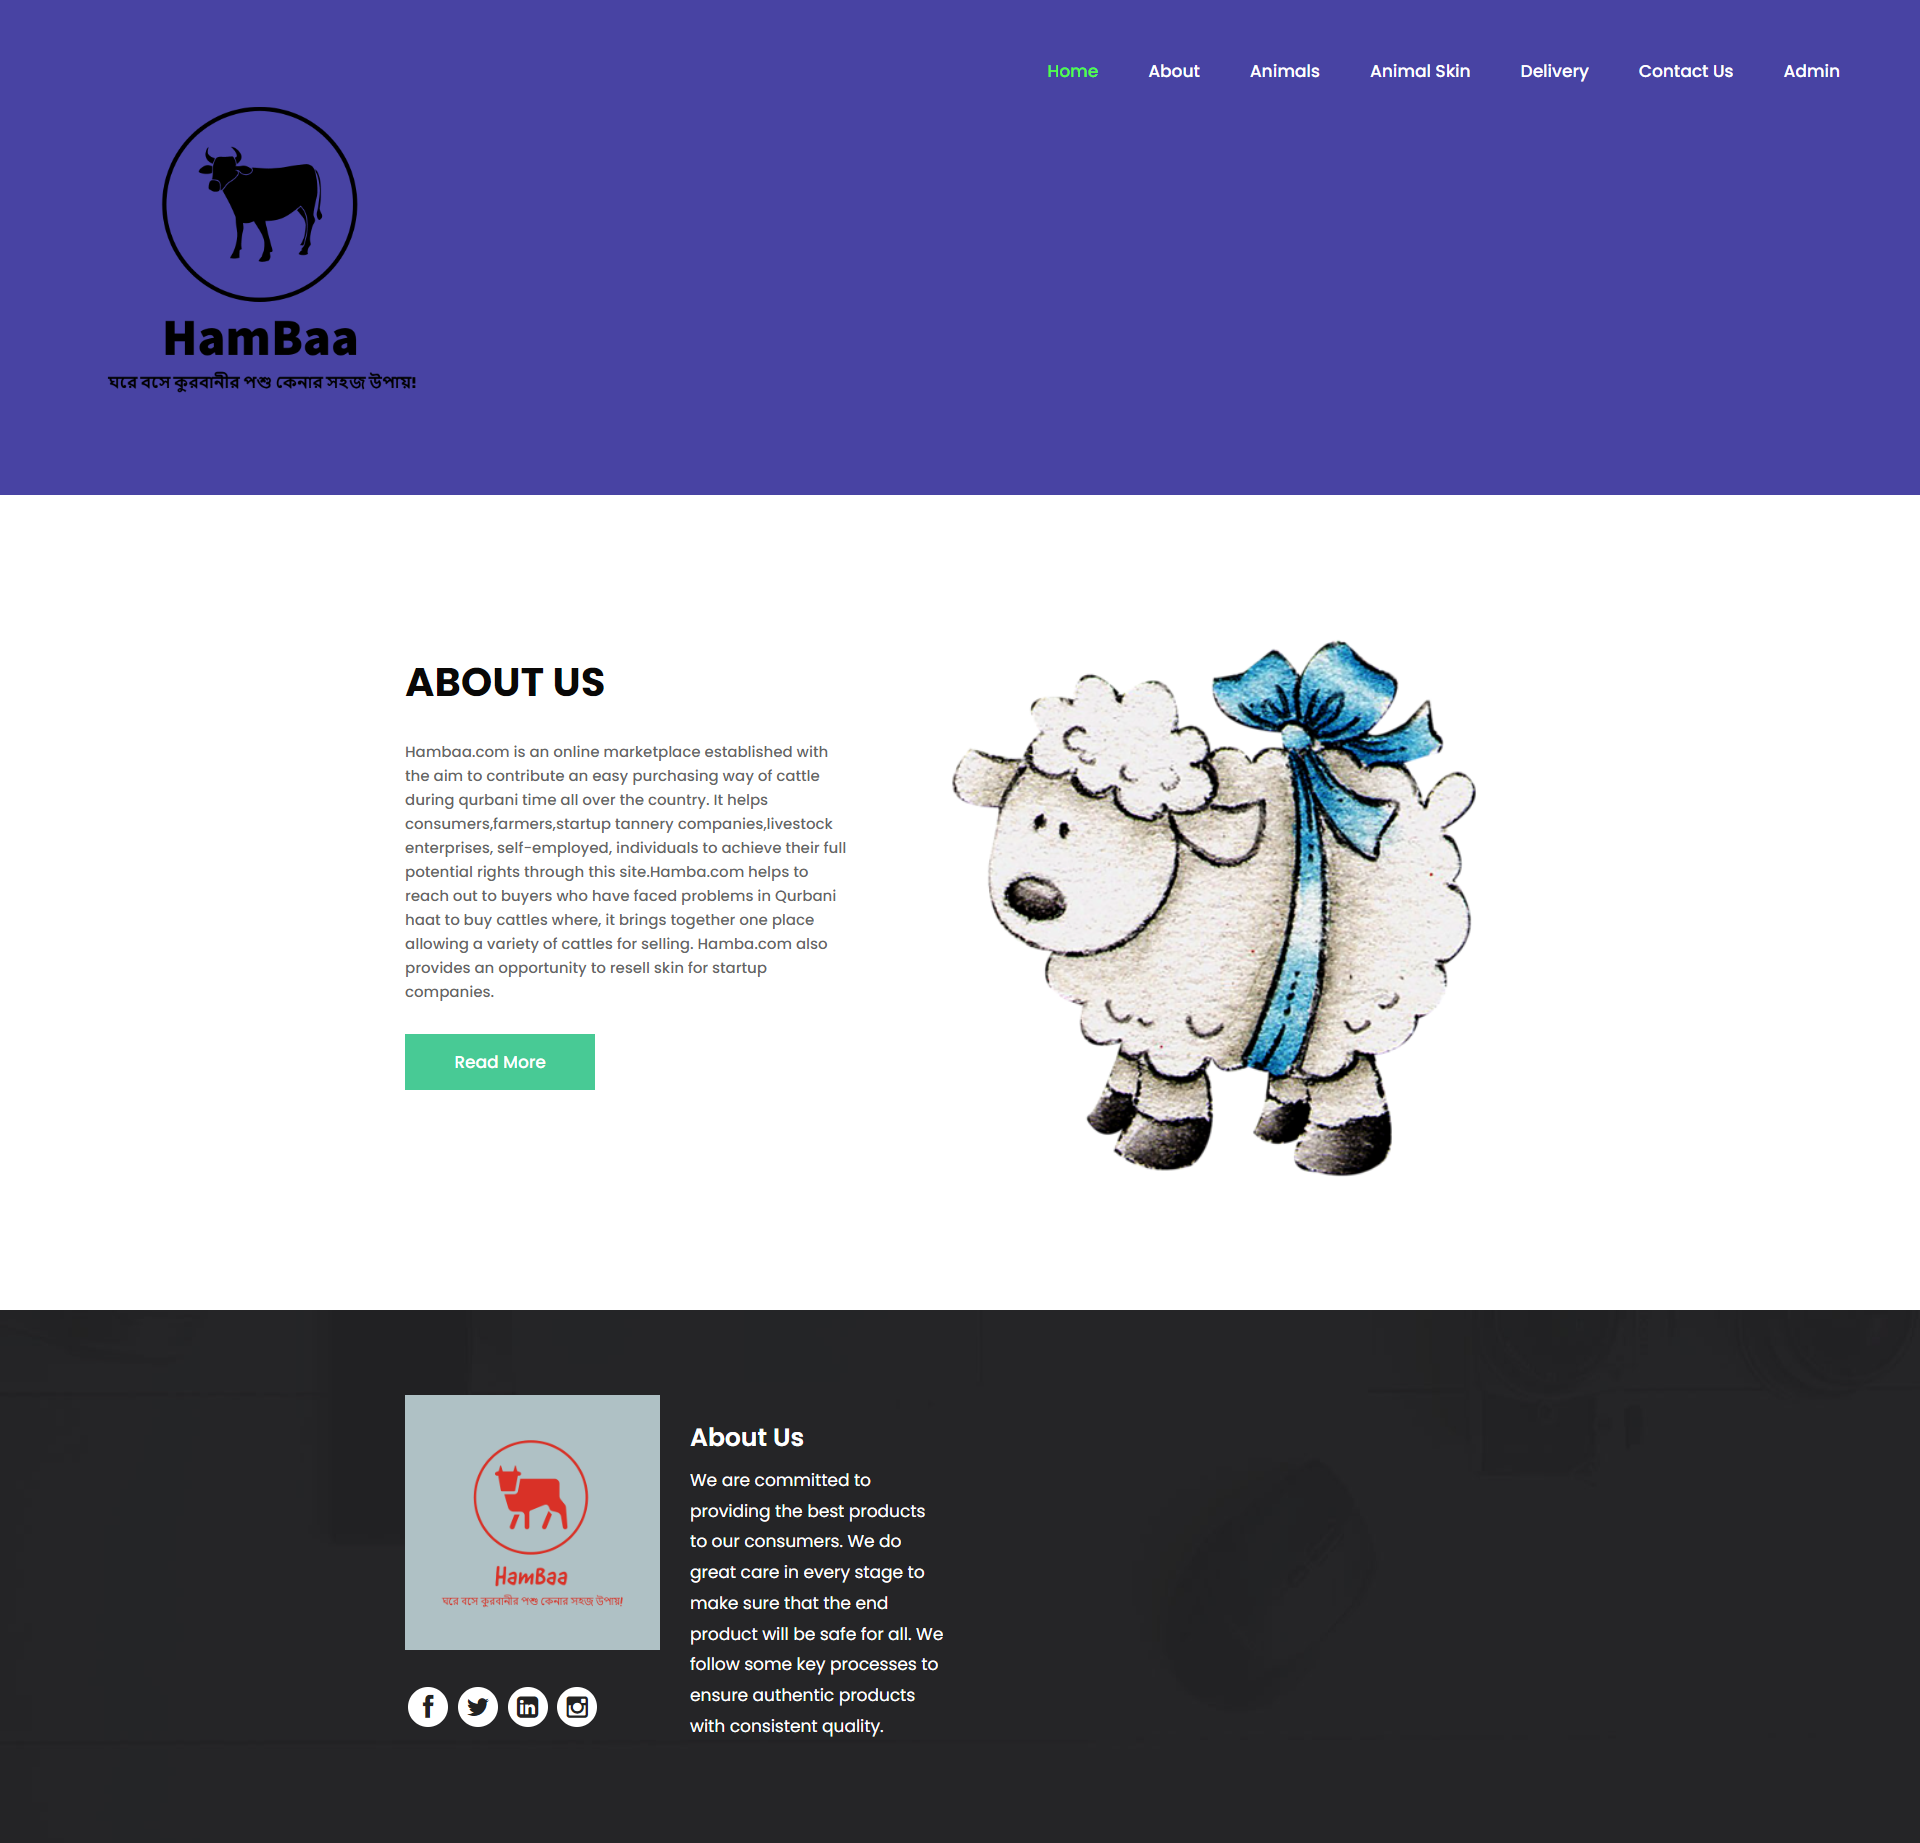 Home About Animals Animal Skin Delivery Contact Us Admin
HamBaa
ঘরে বসে কুরবানীর পশু কেনার সহজ উপায়!
ABOUT US
Hambaa.com is an online marketplace established with
the aim to contribute an easy purchasing way of cattle
during qurbani time all over the country. It helps
consumers,farmers,startup tannery companies,livestock
enterprises, self-employed, individuals to achieve their full
potential rights through this site.Hamba.com helps to
reach out to buyers who have faced problems in Qurbani
haat to buy cattles where, it brings together one place
allowing a variety of cattles for selling. Hamba.com also
provides an opportunity to resell skin for startup
companies.
Read More
HamBaa
ঘরে বসে কুরবানীর পশু কেনার সহজ উপায়!
About Us
We are committed to
providing the best products
to our consumers. We do
great care in every stage to
make sure that the end
product will be safe for all. We
follow some key processes to
ensure authentic products
with consistent quality.